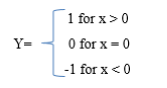 1 for x > 0
Y= 0 for x = 0
-1 for x < 0